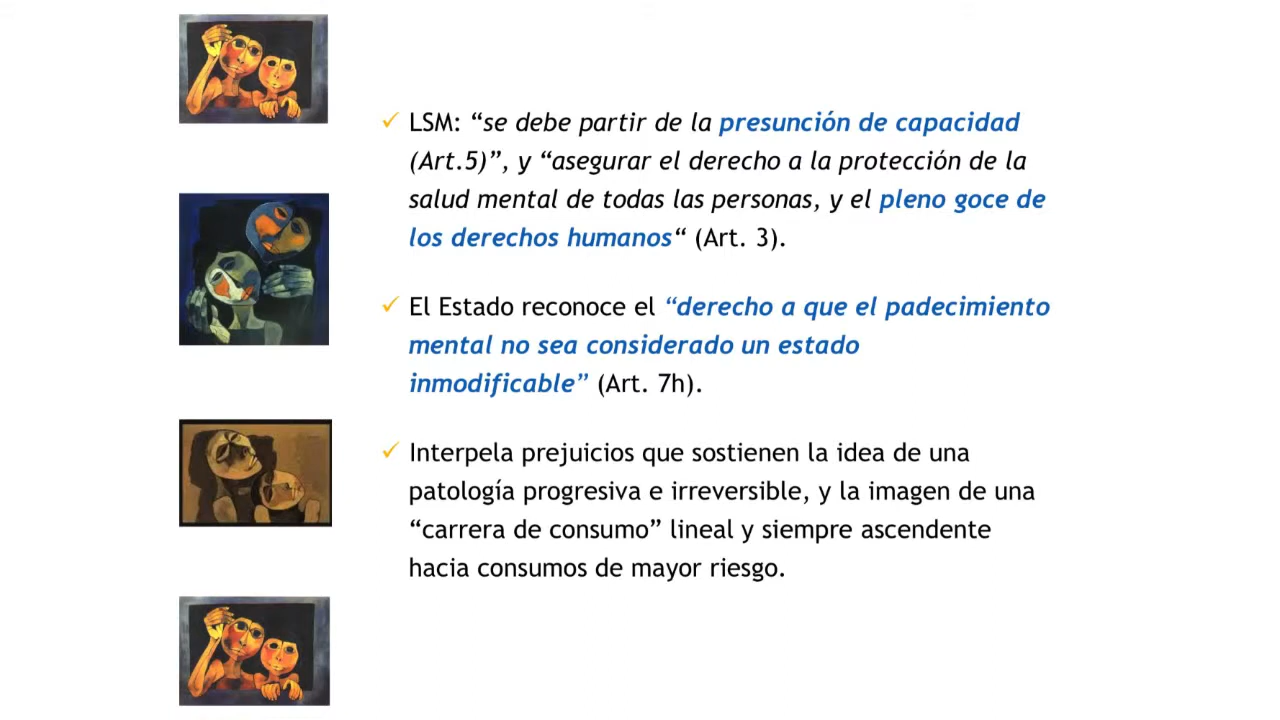 ✓ LSM: “se debe partir de la presunción de capacidad
(Art.5)”, y “asegurar el derecho a la protección de la
salud mental de todas las personas, y el pleno goce de
los derechos humanos“ (Art. 3).
✓ El Estado reconoce el “derecho a que el padecimiento
mental no sea considerado un estado
inmodificable” (Art. 7h).
✓ Interpela prejuicios que sostienen la idea de una
patología progresiva e irreversible, y la imagen de una
“carrera de consumo” lineal y siempre ascendente
hacia consumos de mayor riesgo.